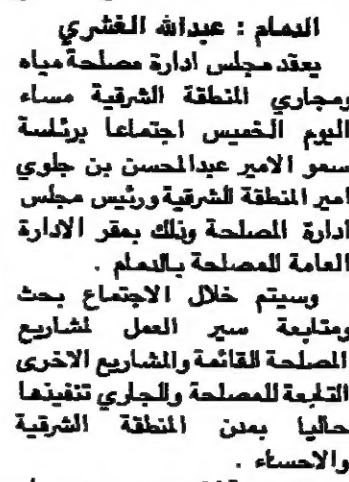 الدمام : عبدالله الغشري
يعقد مجلس ادارة مصلحة مياه
ومجاري المنطقة الشرقية مساء
اليوم الخميس اجتماعا برئاسة
سمو الامير عبدالمحسن بن جلوي
امير المنطقة الشرقية ورئيس مجلس
ادارة المصلحة وذلك بمقر الادارة
العامة للمصلحة بالدمام .
وسيتم خلال الاجتماع بحث
ومتابعة سير العمل لمشاريع
المصلحة القائمة والمشاريع الاخرى
التابعة للمصلحة والجاري تنفيذها
حاليا بمدن المنطقة الشرقية
والاحساء .